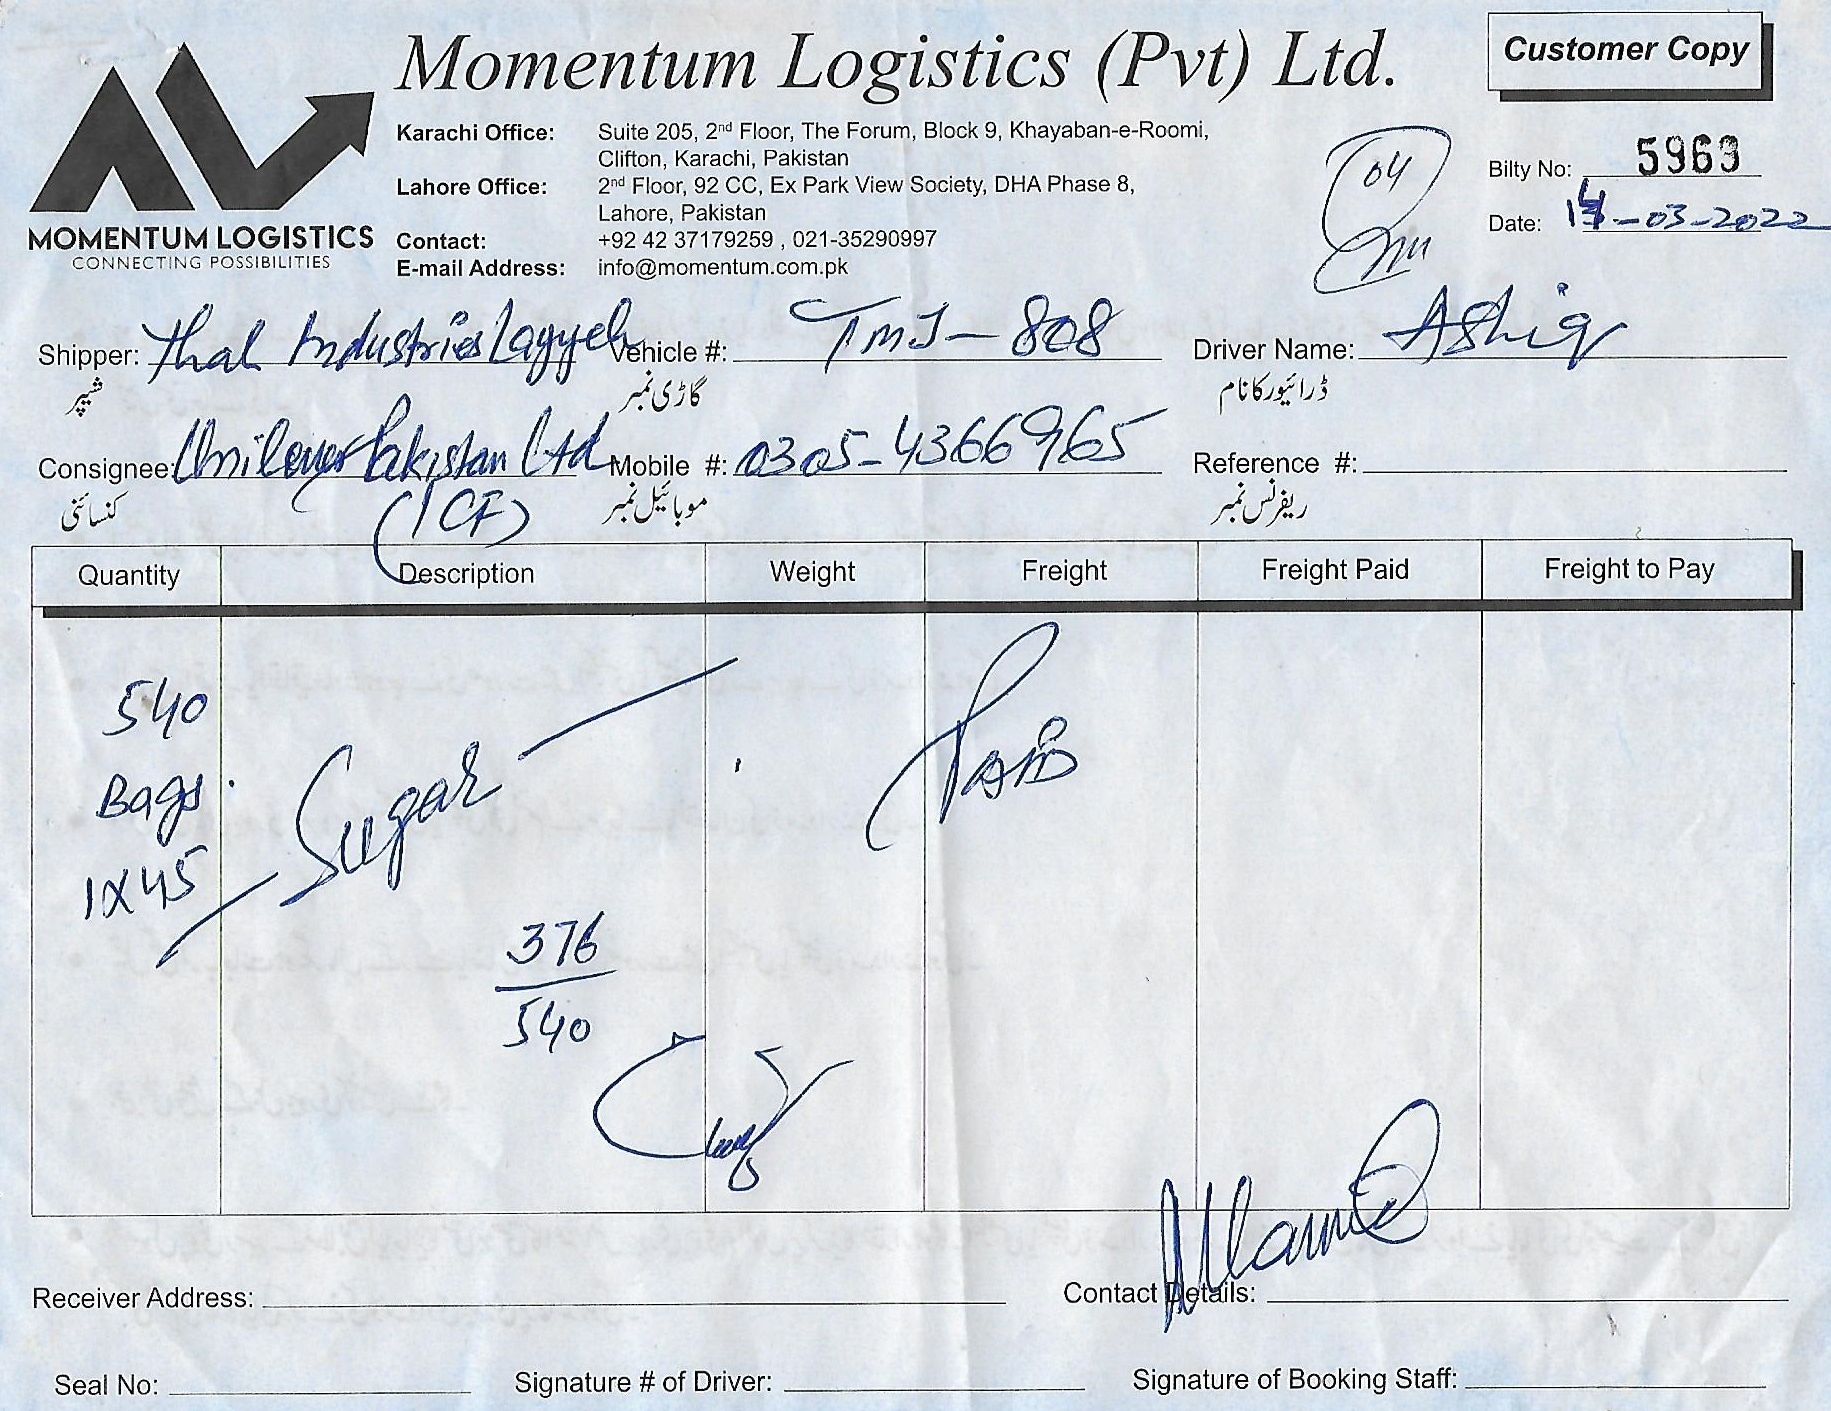 Momentum Logistics (Pvt) Ltd.
Customer Copy
MOMENTUM LOGISTICS
CONNECTING POSSIBILITIES
Karachi Office: Suite 205, 2nd Floor, The Forum, Block 9, Khayaban-e-Roomi,
Clifton, Karachi, Pakistan
Lahore Office: 2nd Floor, 92 CC, Ex Park View Society, DHA Phase 8,
Lahore, Pakistan
Contact: +92 42 37179259 , 021-35290997
E-mail Address: info@momentum.com.pk
04
Bilty No: 5969
Date: 14-03-2022
Shipper: Thal Industries Layyah Vehicle #: TMJ-808 Driver Name: Ashiq
شیپر گاڑی نمبر ڈرائیور کا نام
Consignee: Unilever Pakistan Ltd Mobile #: 0305-4366965 Reference #:
(ICF)
کنسائنی موبائیل نمبر ریفرنس نمبر
Quantity Description Weight Freight Freight Paid Freight to Pay
540
Bags Sugar PAID
1X45
376
540
Receiver Address: Contact Details:
Seal No: Signature # of Driver: Signature of Booking Staff: